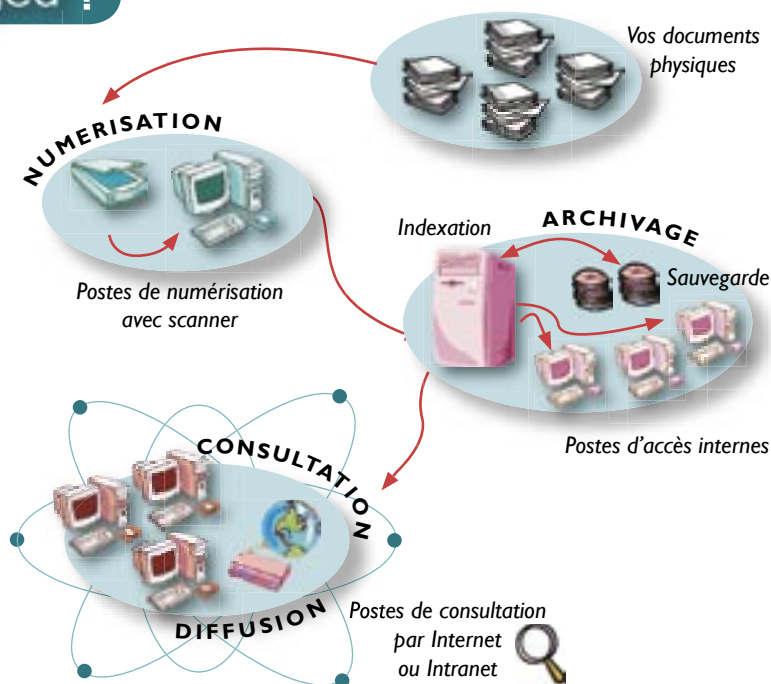 Vos documents
physiques
NUMERISATION
Postes de numérisation
avec scanner
Indexation
ARCHIVAGE
Sauvegarde
Postes d'accès internes
CONSULTATION
DIFFUSION
Postes de consultation
par Internet
ou Intranet